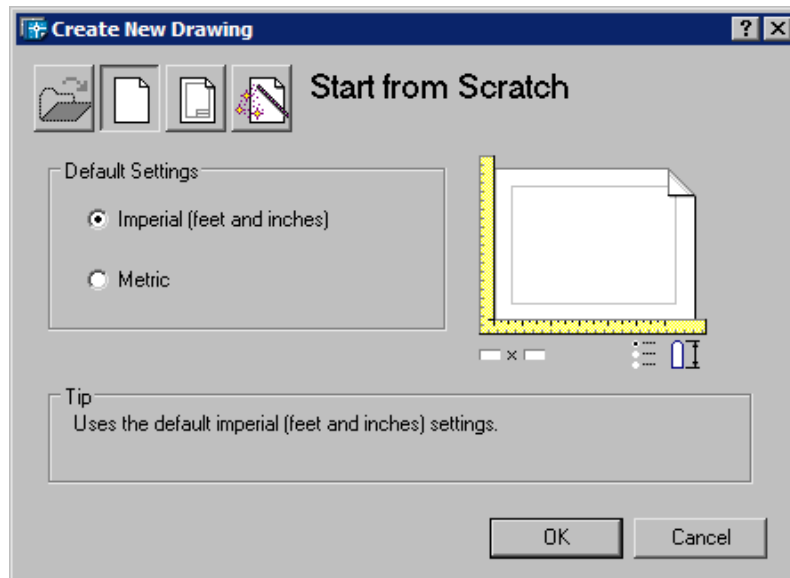 Create New Drawing
Start from Scratch
Default Settings
Imperial (feet and inches)
Metric
Tip
Uses the default imperial (feet and inches) settings.
OK
Cancel